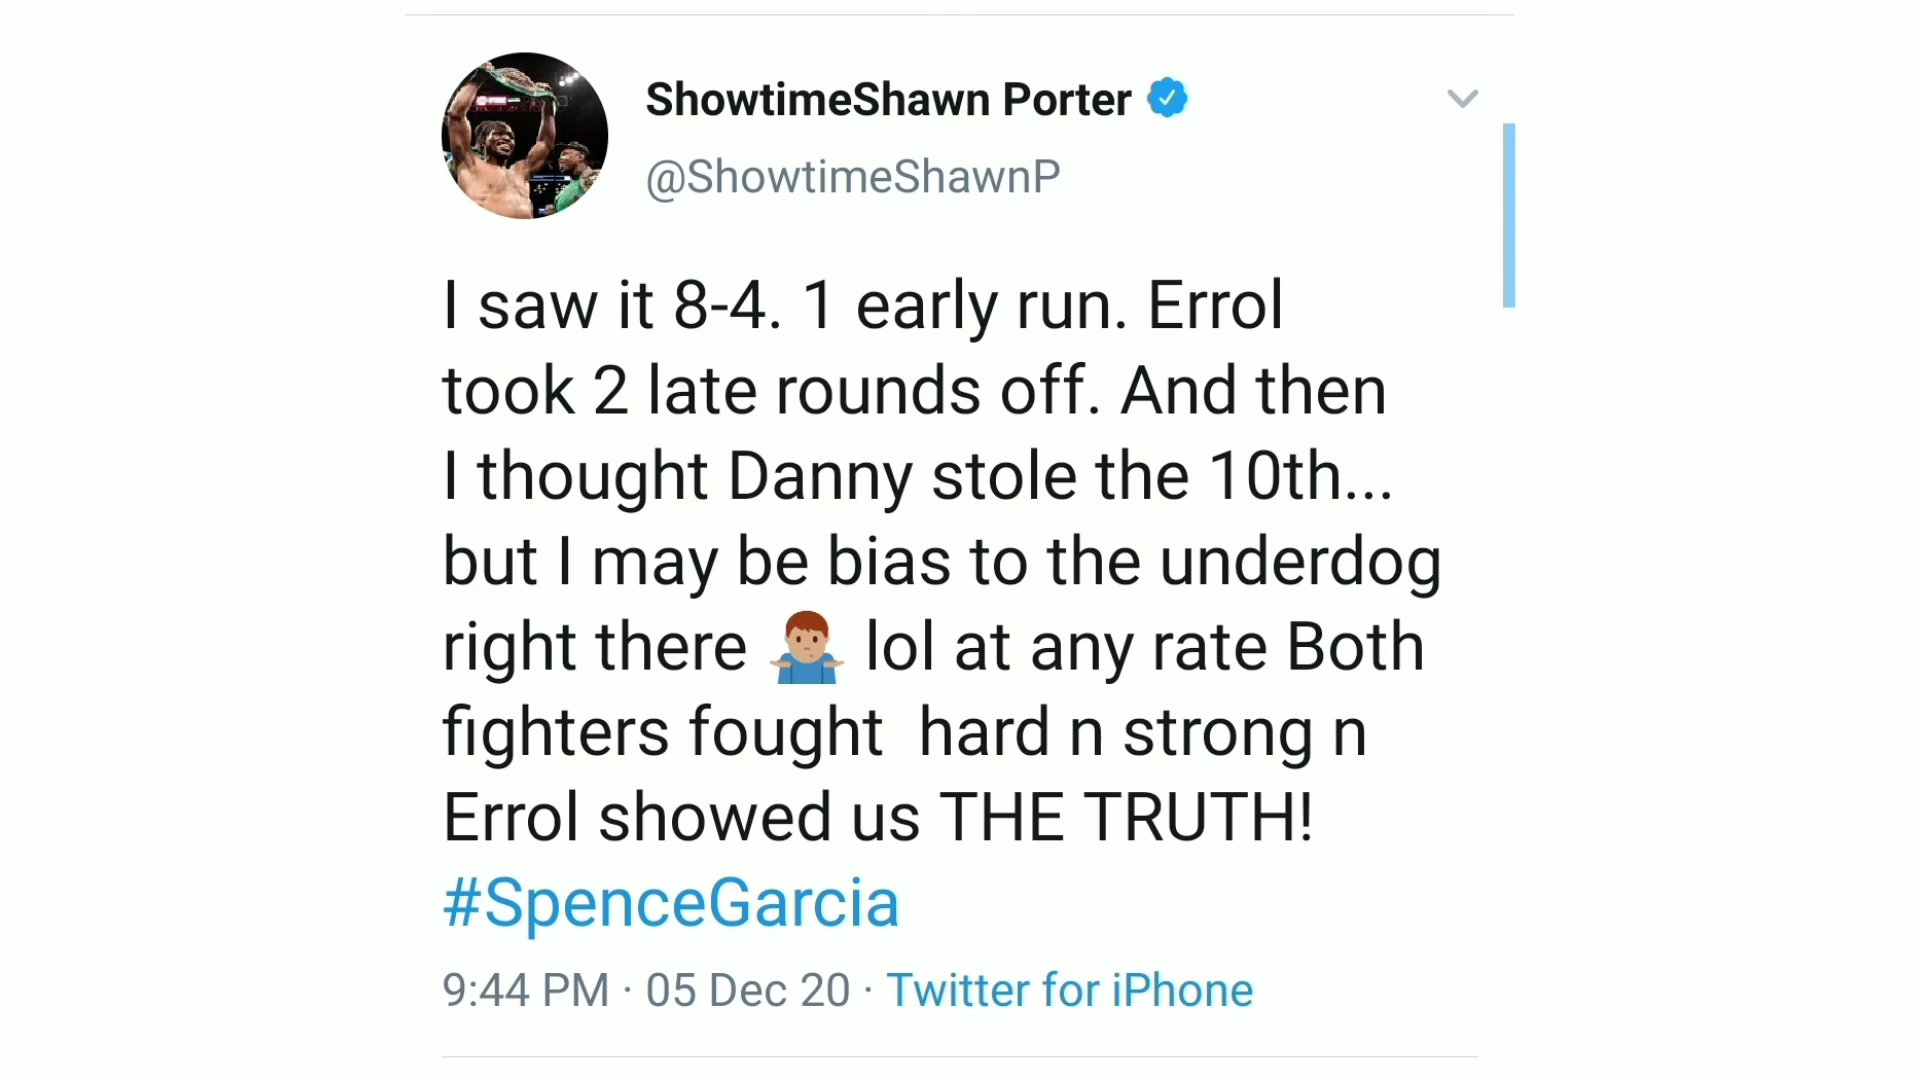 ShowtimeShawn Porter
@ShowtimeShawnP
I saw it 8-4. 1 early run. Errol
took 2 late rounds off. And then
I thought Danny stole the 10th...
but I may be bias to the underdog
right there 🤷🏽‍♂️ lol at any rate Both
fighters fought  hard n strong n
Errol showed us THE TRUTH!
#SpenceGarcia
9:44 PM · 05 Dec 20 · Twitter for iPhone